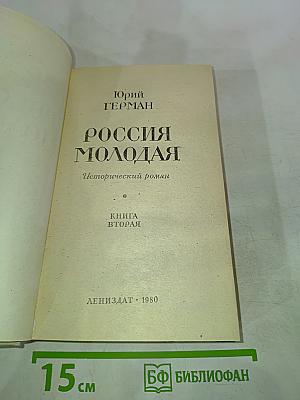 Юрий
ГЕРМАН
РОССИЯ
МОЛОДАЯ
Исторический роман
КНИГА
ВТОРАЯ
ЛЕНИЗДАТ · 1980
15 см
БФ БИБЛИОФАН